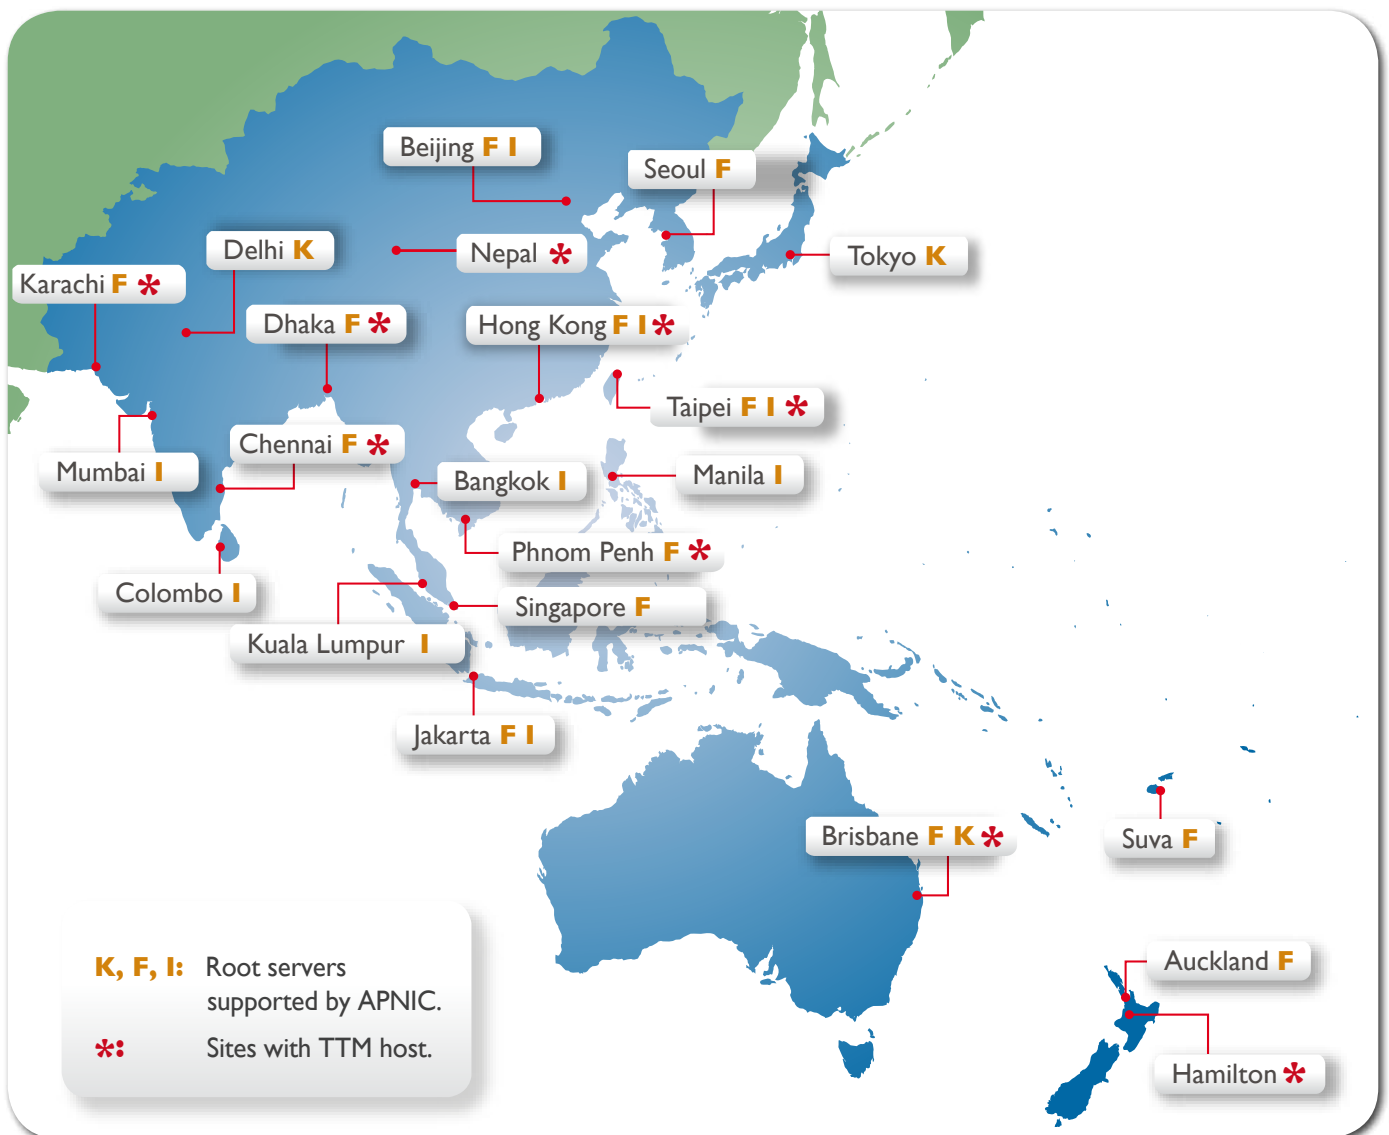 Beijing F I
Seoul F
Delhi K
Nepal *
Tokyo K
Karachi F *
Dhaka F *
Hong Kong F I *
Taipei F I *
Chennai F *
Mumbai I
Bangkok I
Manila I
Phnom Penh F *
Colombo I
Singapore F
Kuala Lumpur I
Jakarta F I
Brisbane F K *
Suva F
Auckland F
Hamilton *
K, F, I: Root servers
supported by APNIC.
*: Sites with TTM host.